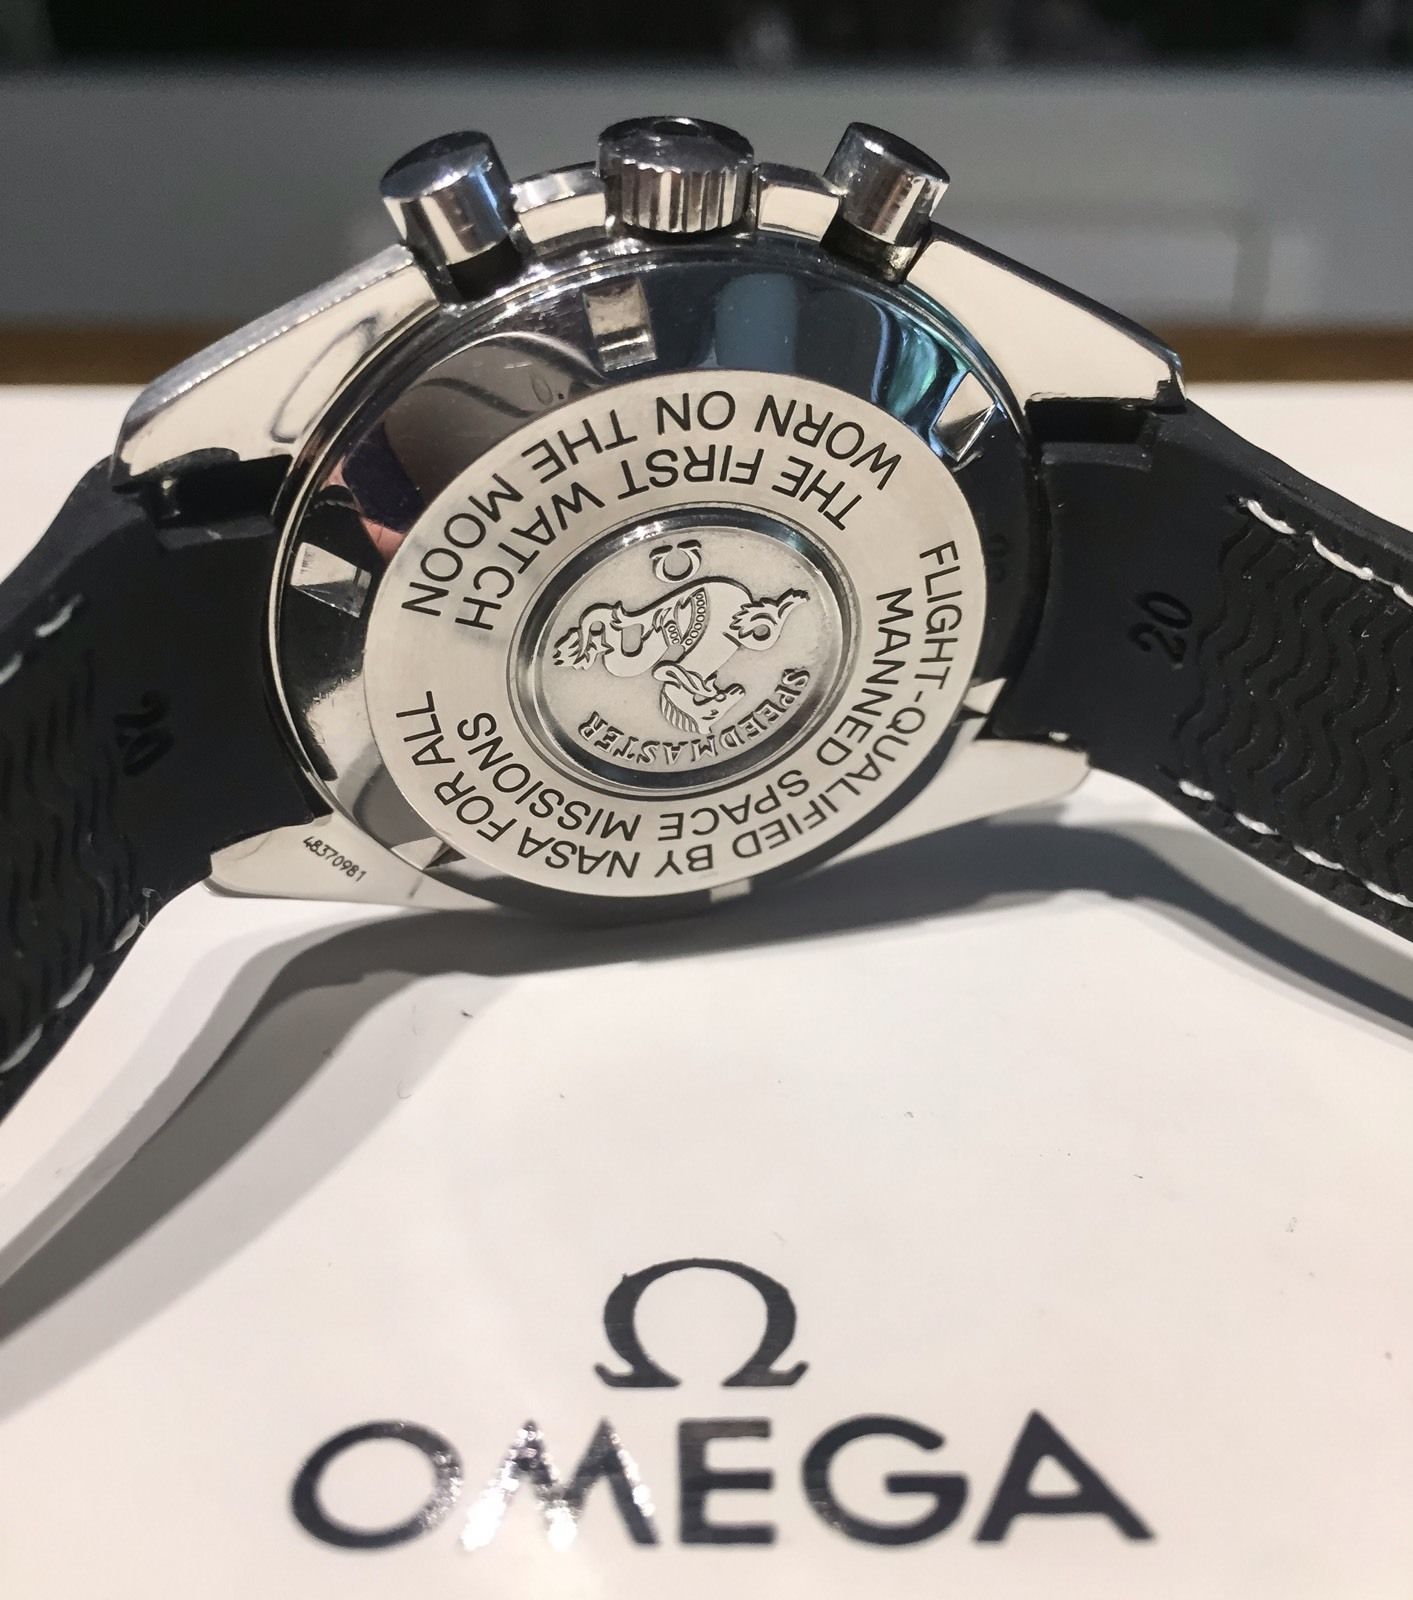 WORN ON THE MOON
THE FIRST WATCH
FLIGHT-QUALIFIED BY NASA FOR ALL
MANNED SPACE MISSIONS
Ω
SPEEDMASTER
20
20
48370981
Ω
OMEGA